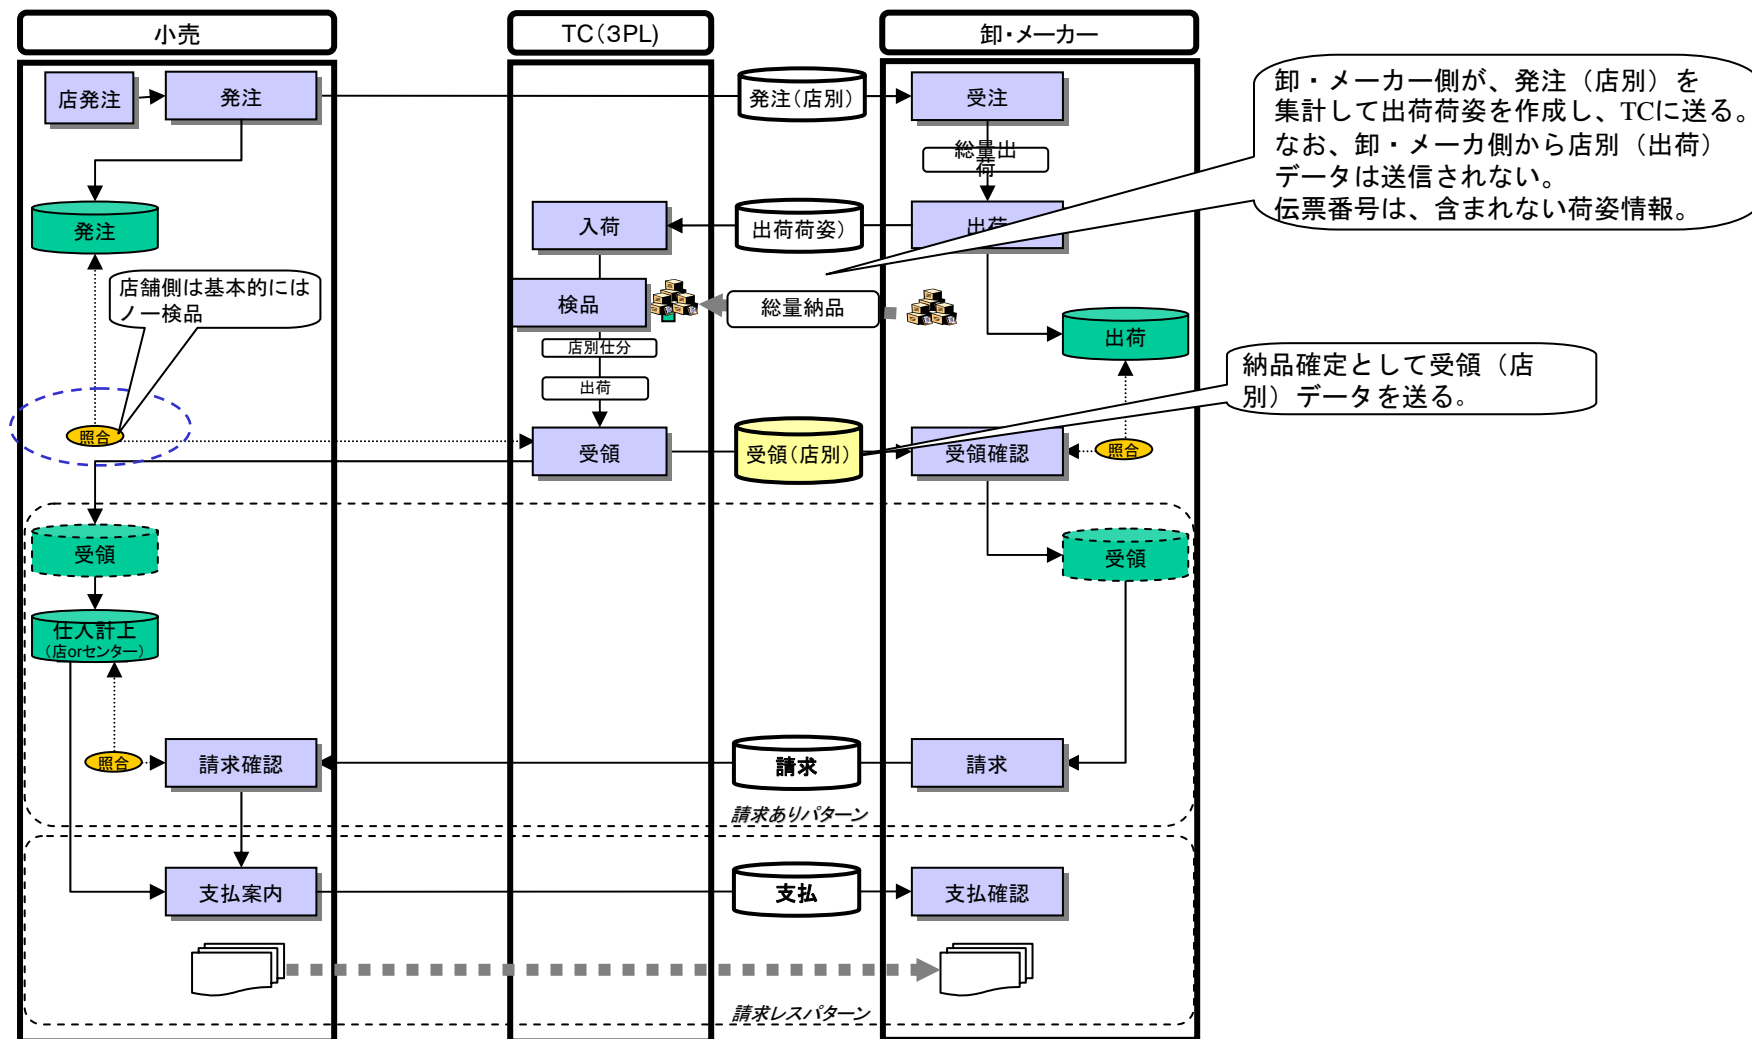 小売
TC(3PL)
卸・メーカー
店発注
発注
発注(店別)
受注
卸・メーカー側が、発注（店別）を
集計して出荷荷姿を作成し、TCに送る。
なお、卸・メーカ側から店別（出荷）
データは送信されない。
伝票番号は、含まれない荷姿情報。
総量出
荷
発注
入荷
出荷荷姿)
出荷
店舗側は基本的には
ノー検品
検品
総量納品
出荷
店別仕分
出荷
納品確定として受領（店
別）データを送る。
照合
受領
受領(店別)
受領確認
照合
受領
受領
仕入計上
(店orセンター)
照合
請求確認
請求
請求
請求ありパターン
支払案内
支払
支払確認
請求レスパターン